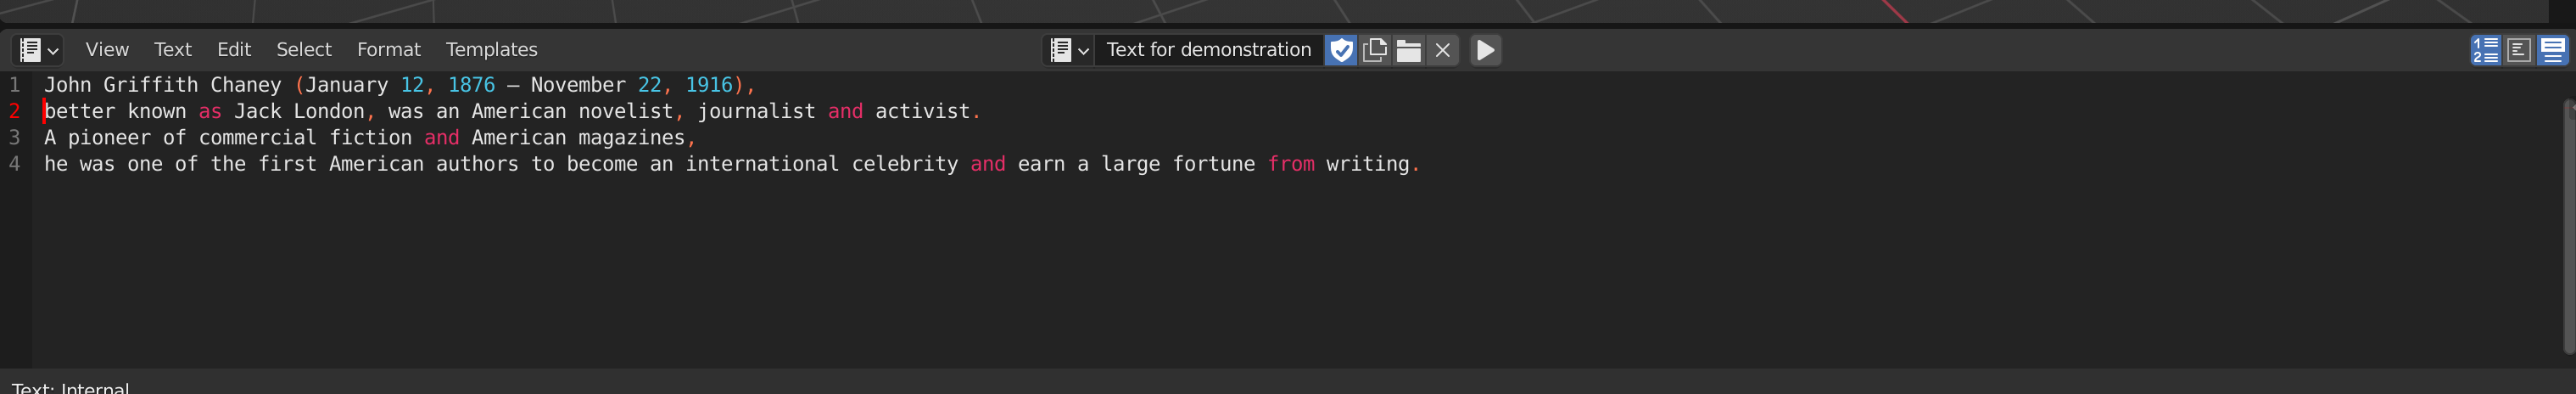 View Text Edit Select Format Templates Text for demonstration
1 John Griffith Chaney (January 12, 1876 – November 22, 1916),
2 better known as Jack London, was an American novelist, journalist and activist.
3 A pioneer of commercial fiction and American magazines,
4 he was one of the first American authors to become an international celebrity and earn a large fortune from writing.
Text: Internal